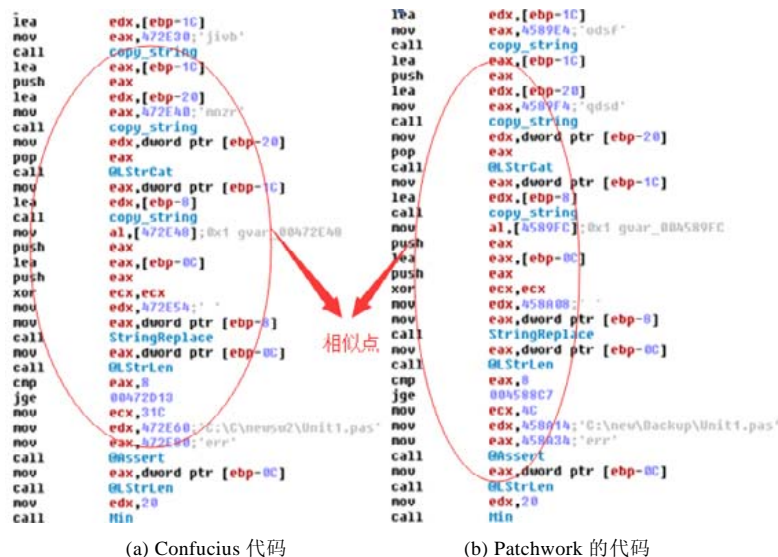 lea edx,[ebp-1C]
mov eax,472E30;'jivb'
call copy_string
lea eax,[ebp-1C]
push eax
lea edx,[ebp-20]
mov eax,472E40;'mnzr'
call copy_string
mov edx,dword ptr [ebp-20]
pop eax
call @LStrCat
mov eax,dword ptr [ebp-1C]
lea edx,[ebp-8]
call copy_string
mov al,[472E48];0x1 gvar_00472E48
push eax
lea eax,[ebp-0C]
push eax
xor ecx,ecx
mov edx,472E54;' '
mov eax,dword ptr [ebp-8]
call StringReplace
mov eax,dword ptr [ebp-0C]
call @LStrLen
cmp eax,8
jge 00472D13
mov ecx,31C
mov edx,472E60;'C:\C\newsw2\Unit1.pas'
mov eax,472E80;'err'
call @Assert
mov eax,dword ptr [ebp-0C]
call @LStrLen
mov edx,20
call Min
(a) Confucius 代码
相似点
lea edx,[ebp-1C]
mov eax,4589E4;'udsf'
call copy_string
lea eax,[ebp-1C]
push eax
lea edx,[ebp-20]
mov eax,4589F4;'qdsd'
call copy_string
mov edx,dword ptr [ebp-20]
pop eax
call @LStrCat
mov eax,dword ptr [ebp-1C]
lea edx,[ebp-8]
call copy_string
mov al,[4589FC];0x1 gvar_004589FC
push eax
lea eax,[ebp-0C]
push eax
xor ecx,ecx
mov edx,458A08;' '
mov eax,dword ptr [ebp-8]
call StringReplace
mov eax,dword ptr [ebp-0C]
call @LStrLen
cmp eax,8
jge 004588C7
mov ecx,4C
mov edx,458A14;'C:\new\Backup\Unit1.pas'
mov eax,458A34;'err'
call @Assert
mov eax,dword ptr [ebp-0C]
call @LStrLen
mov edx,20
call Min
(b) Patchwork 的代码